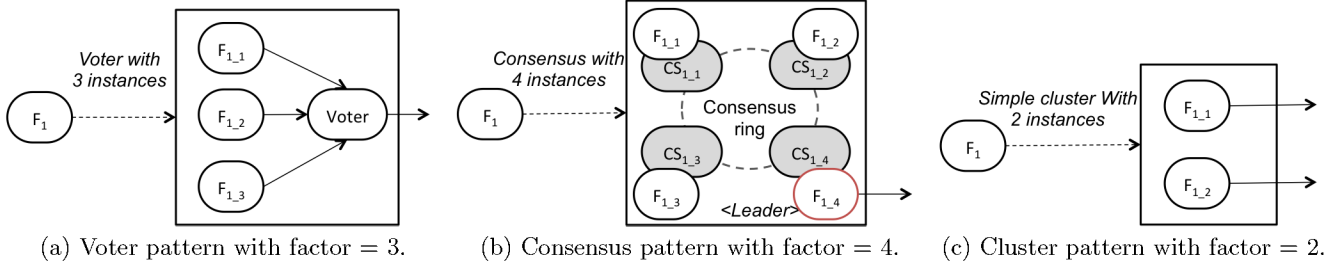 F1
Voter with
3 instances
F1_1
F1_2
F1_3
Voter
(a) Voter pattern with factor = 3.
F1
Consensus with
4 instances
F1_1
F1_2
CS1_1
CS1_2
Consensus
ring
CS1_3
CS1_4
F1_3
<Leader>
F1_4
(b) Consensus pattern with factor = 4.
F1
Simple cluster With
2 instances
F1_1
F1_2
(c) Cluster pattern with factor = 2.